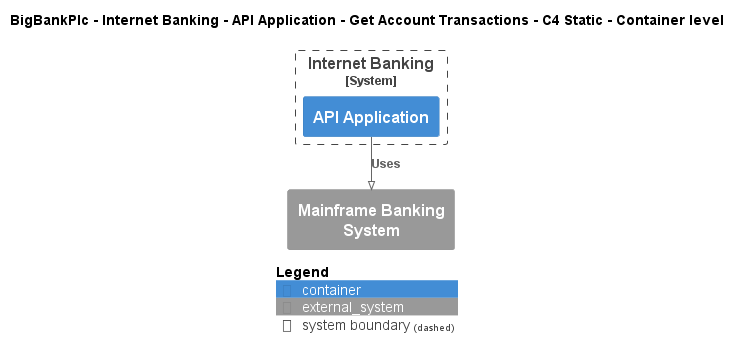 BigBankPlc - Internet Banking - API Application - Get Account Transactions - C4 Static - Container level
Internet Banking
[System]
API Application
Uses
Mainframe Banking
System
Legend
container
external_system
system boundary (dashed)